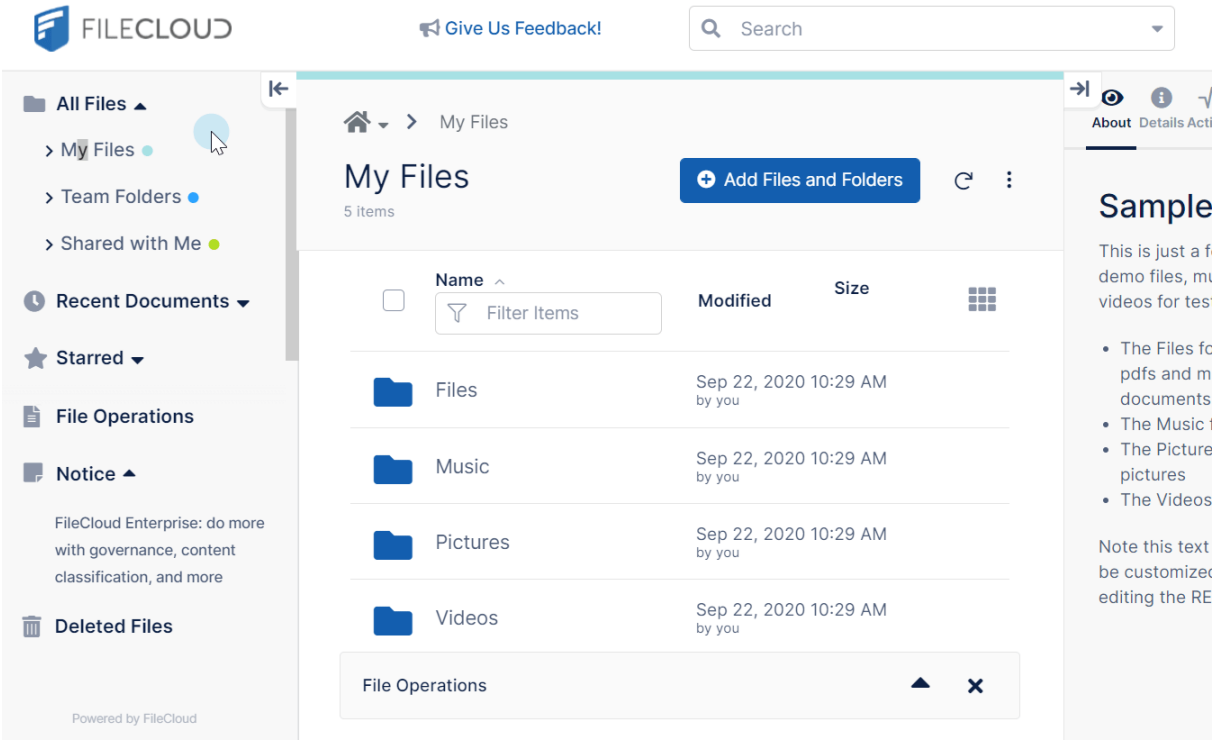 FILECLOUD
Give Us Feedback!
Search
All Files
My Files
Team Folders
Shared with Me
Recent Documents
Starred
File Operations
Notice
FileCloud Enterprise: do more
with governance, content
classification, and more
Deleted Files
Powered by FileCloud
My Files
My Files
5 items
Add Files and Folders
Name
Filter Items
Modified
Size
Files
Sep 22, 2020 10:29 AM
by you
Music
Sep 22, 2020 10:29 AM
by you
Pictures
Sep 22, 2020 10:29 AM
by you
Videos
Sep 22, 2020 10:29 AM
by you
File Operations
About Details Acti
Sample
This is just a
demo files,
videos for
The Files
pdfs and
documents
The Music
The Picture
pictures
The Videos
Note this text
be customized
editing the